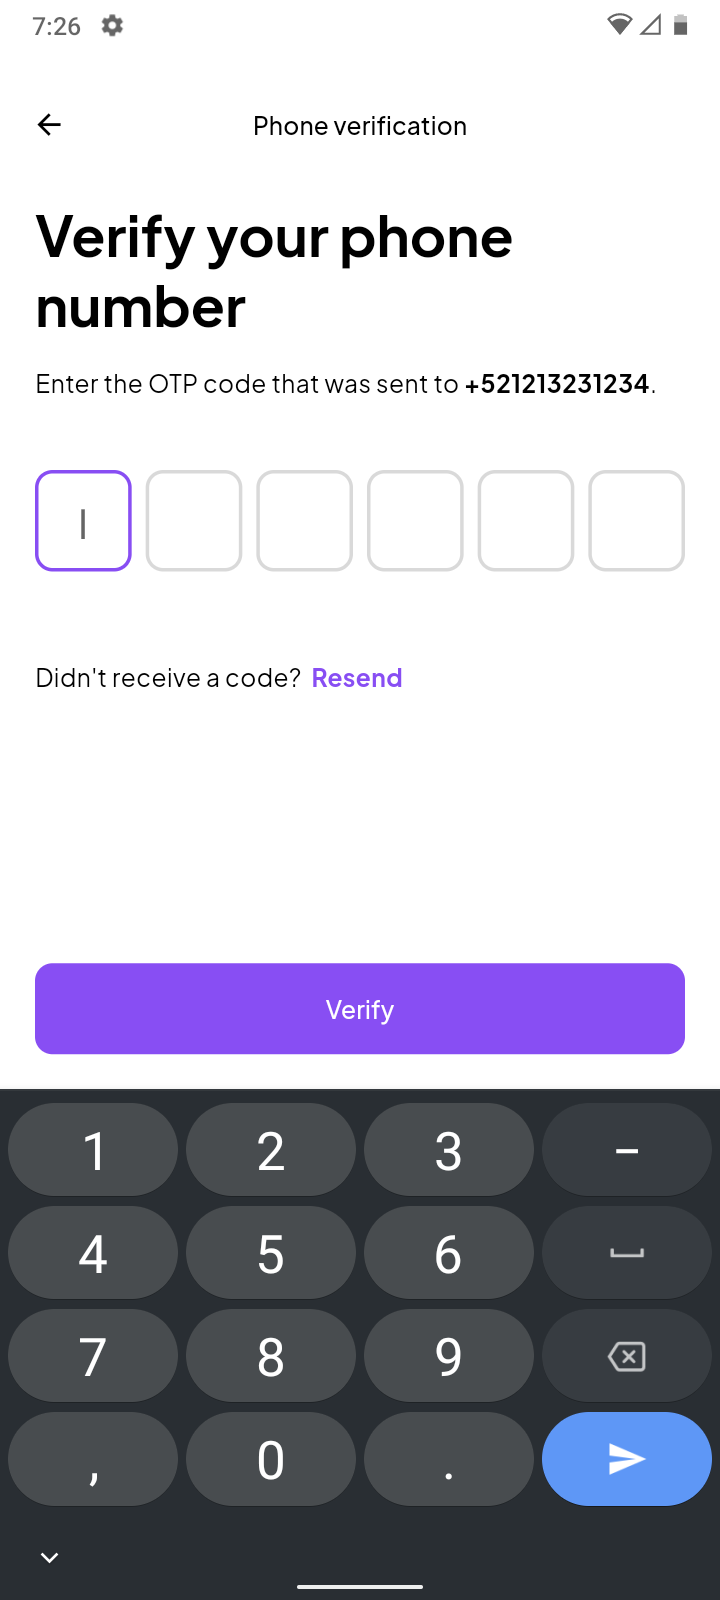 7:26
Phone verification
Verify your phone
number
Enter the OTP code that was sent to +521213231234.
Didn't receive a code? Resend
Verify
1 2 3 –
4 5 6
7 8 9
, 0 .